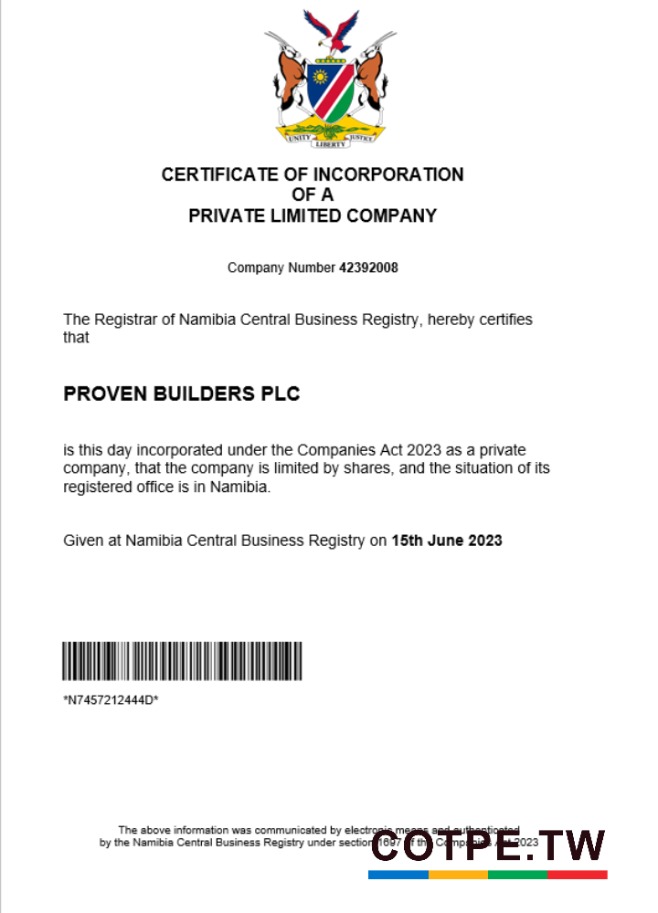 UNITY
LIBERTY
JUSTICE
CERTIFICATE OF INCORPORATION
OF A
PRIVATE LIMITED COMPANY
Company Number 42392008
The Registrar of Namibia Central Business Registry, hereby certifies
that
PROVEN BUILDERS PLC
is this day incorporated under the Companies Act 2023 as a private
company, that the company is limited by shares, and the situation of its
registered office is in Namibia.
Given at Namibia Central Business Registry on 15th June 2023
*N7457212444D*
The above information was communicated by electronic means and authenticated
by the Namibia Central Business Registry under section 1697 of the Companies Act 2023
COTPE.TW